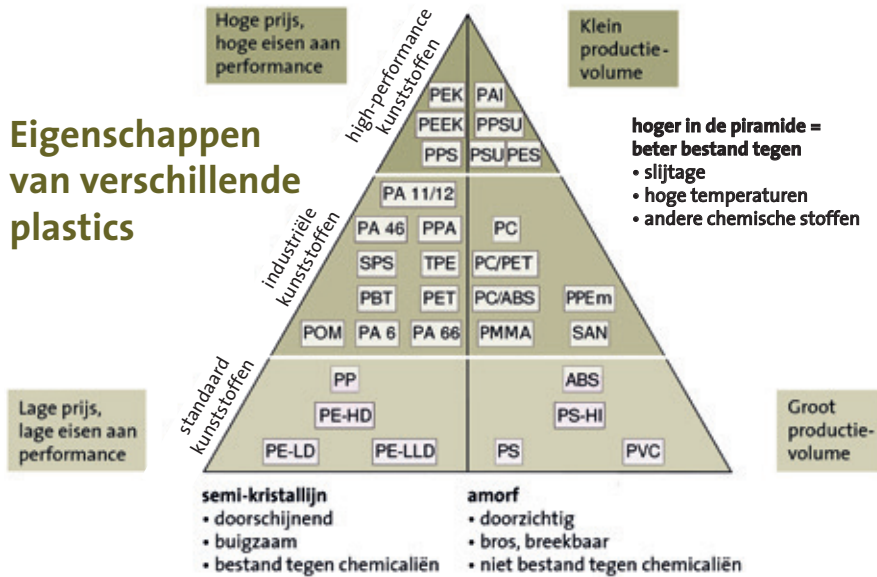 Hoge prijs,
hoge eisen aan
performance
Klein
productie-
volume
Eigenschappen
van verschillende
plastics
high-performance
kunststoffen
PEK PAI
PEEK PPSU
PPS PSU PES
hoger in de piramide =
beter bestand tegen
• slijtage
• hoge temperaturen
• andere chemische stoffen
industriële
kunststoffen
PA 11/12
PA 46 PPA PC
SPS TPE PC/PET
PBT PET PC/ABS PPEm
POM PA 6 PA 66 PMMA SAN
standaard
kunststoffen
PP ABS
PE-HD PS-HI
PE-LD PE-LLD PS PVC
Lage prijs,
lage eisen aan
performance
Groot
productie-
volume
semi-kristallijn
• doorschijnend
• buigzaam
• bestand tegen chemicaliën
amorf
• doorzichtig
• bros, breekbaar
• niet bestand tegen chemicaliën